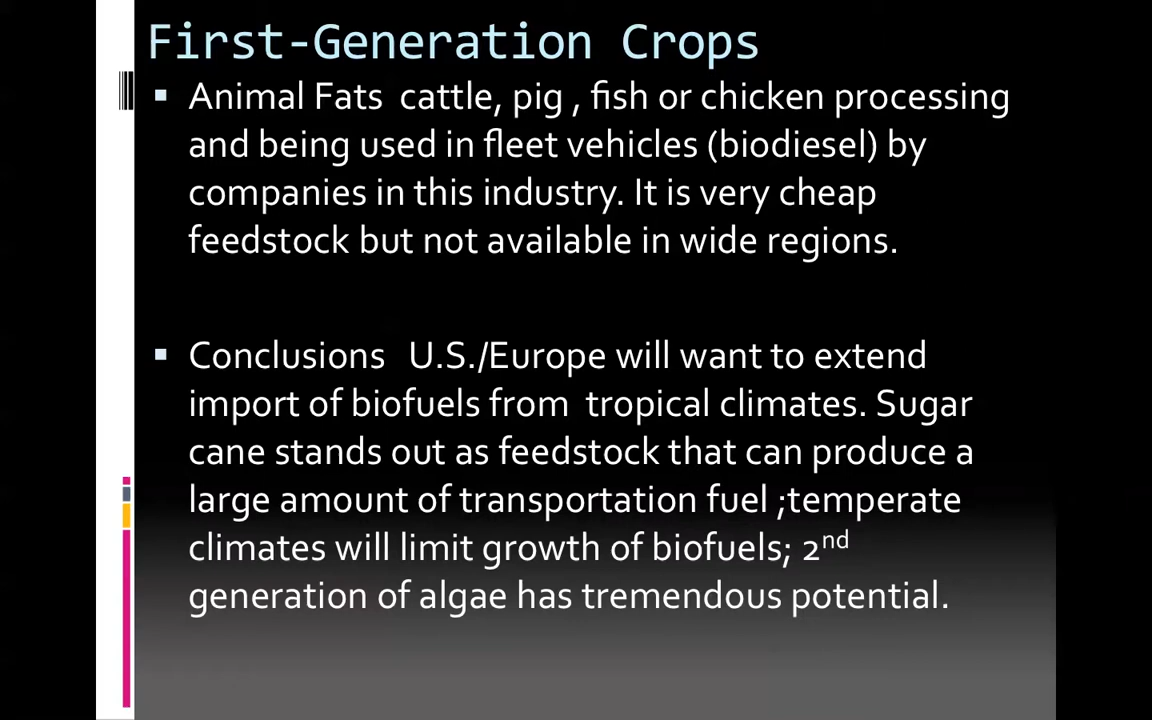 First-Generation Crops
▪ Animal Fats cattle, pig , fish or chicken processing
and being used in fleet vehicles (biodiesel) by
companies in this industry. It is very cheap
feedstock but not available in wide regions.
▪ Conclusions U.S./Europe will want to extend
import of biofuels from tropical climates. Sugar
cane stands out as feedstock that can produce a
large amount of transportation fuel ;temperate
climates will limit growth of biofuels; 2nd
generation of algae has tremendous potential.